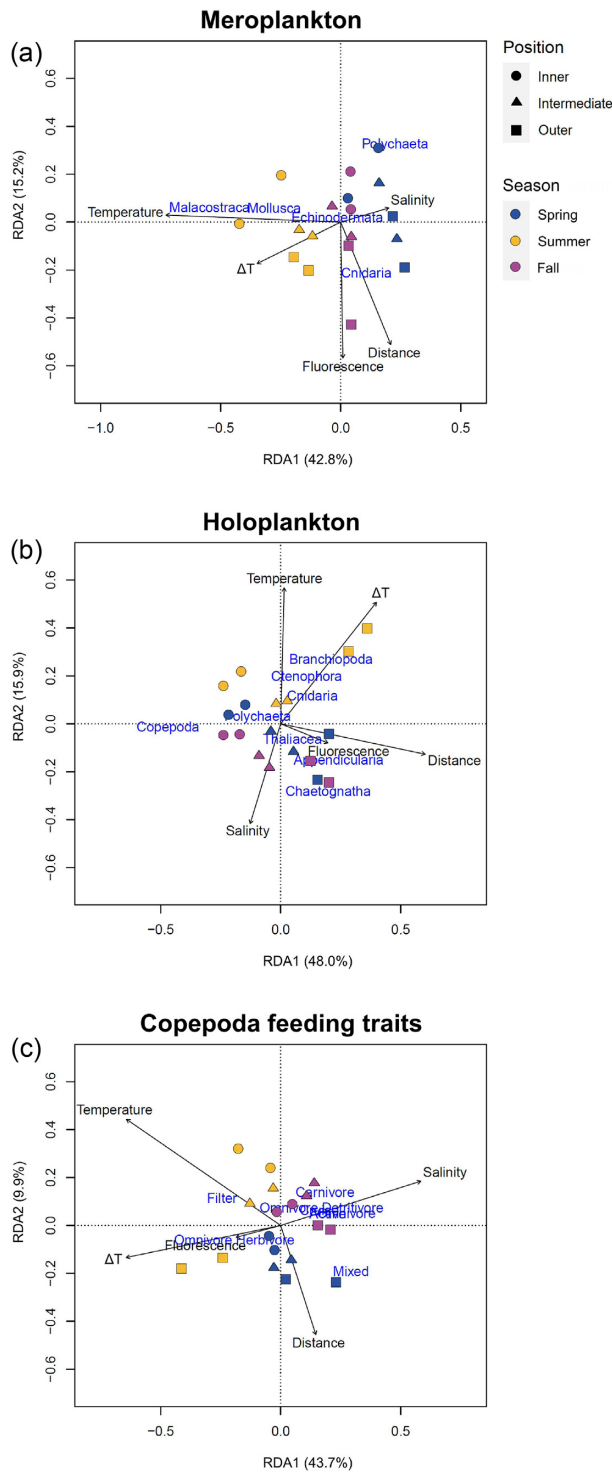 Meroplankton
(a)
Position
Inner
Intermediate
Outer
Season
Spring
Summer
Fall
0.6
0.4
0.2
0.0
−0.2
−0.4
−0.6
RDA2 (15.2%)
Polychaeta
Salinity
Malacostraca
Mollusca
Temperature
Echinodermata
ΔT
Cnidaria
Distance
Fluorescence
−1.0
−0.5
0.0
0.5
RDA1 (42.8%)
Holoplankton
(b)
0.6
0.4
0.2
0.0
−0.2
−0.4
−0.6
RDA2 (15.9%)
Temperature
ΔT
Branchiopoda
Ctenophora
Cnidaria
Polychaeta
Copepoda
Thaliacea
Fluorescence
Distance
Appendicularia
Chaetognatha
Salinity
−0.5
0.0
0.5
RDA1 (48.0%)
Copepoda feeding traits
(c)
0.6
0.4
0.2
0.0
−0.2
−0.4
−0.6
RDA2 (9.9%)
Temperature
Salinity
Carnivore
Filter
Omnivore Detritivore
Omnivore Herbivore
Fluorescence
ΔT
Mixed
Distance
−0.5
0.0
0.5
RDA1 (43.7%)